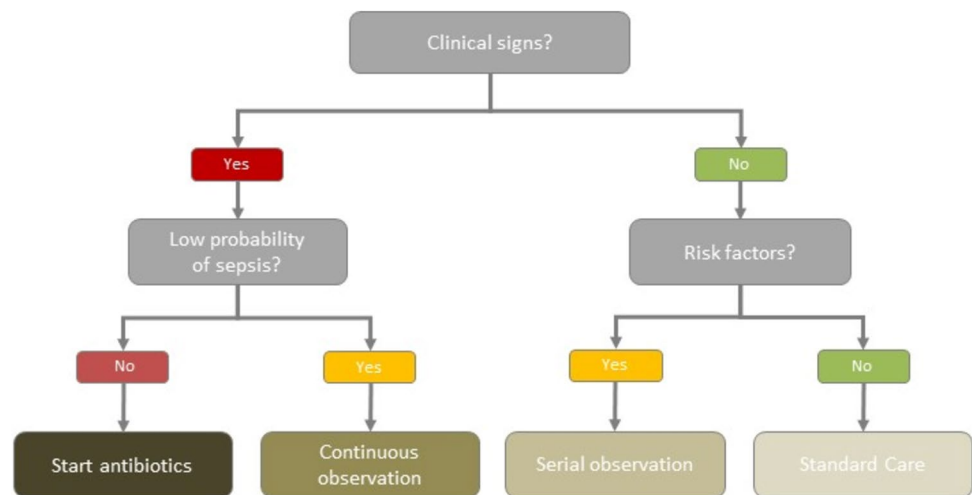 Clinical signs?
Yes
No
Low probability
of sepsis?
Risk factors?
No
Yes
Yes
No
Start antibiotics
Continuous
observation
Serial observation
Standard Care